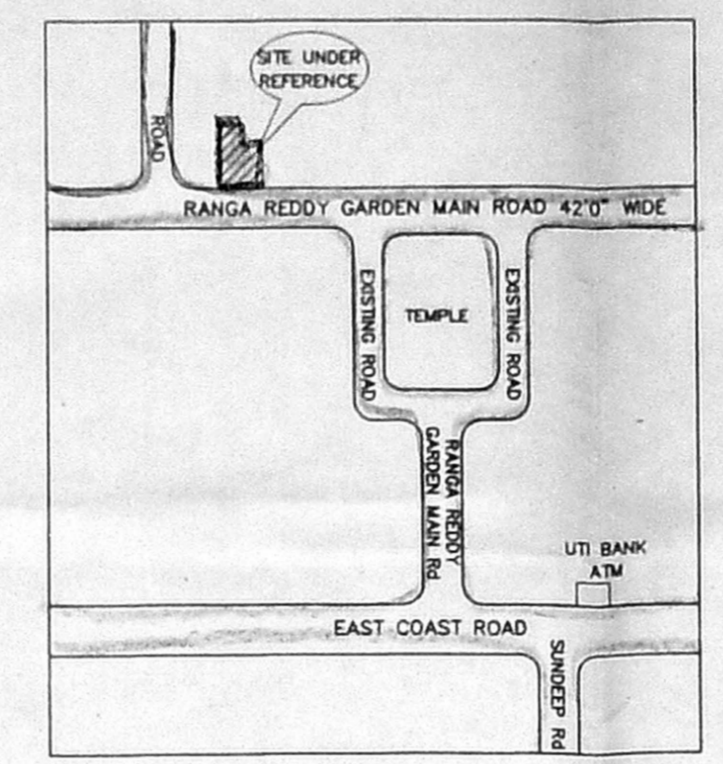 SITE UNDER
REFERENCE
ROAD
RANGA REDDY GARDEN MAIN ROAD 42'0" WIDE
EXISTING ROAD
TEMPLE
EXISTING ROAD
RANGA REDDY
GARDEN MAIN Rd
UTI BANK
ATM
EAST COAST ROAD
SUNDEEP Rd